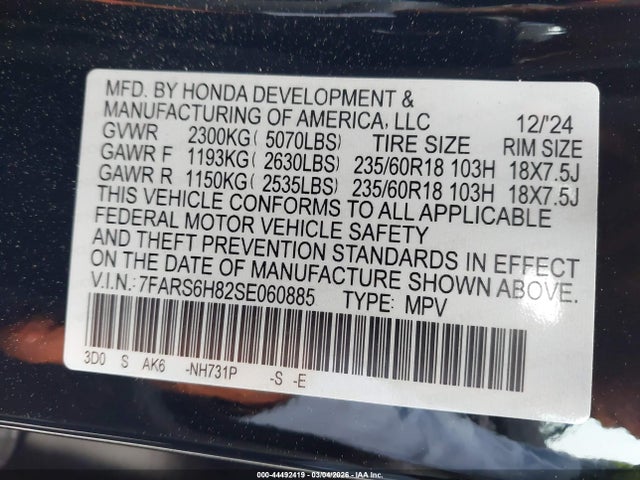 MFD. BY HONDA DEVELOPMENT &
MANUFACTURING OF AMERICA, LLC 12/'24
GVWR 2300KG( 5070LBS) TIRE SIZE RIM SIZE
GAWR F 1193KG( 2630LBS) 235/60R18 103H 18X7.5J
GAWR R 1150KG( 2535LBS) 235/60R18 103H 18X7.5J
THIS VEHICLE CONFORMS TO ALL APPLICABLE
FEDERAL MOTOR VEHICLE SAFETY
AND THEFT PREVENTION STANDARDS IN EFFECT
ON THE DATE OF MANUFACTURE SHOWN ABOVE.
V.I.N.: 7FARS6H82SE060885 TYPE: MPV
3D0 S AK6 -NH731P -S -E
000-44492419 - 03/04/2026 - IAA Inc.